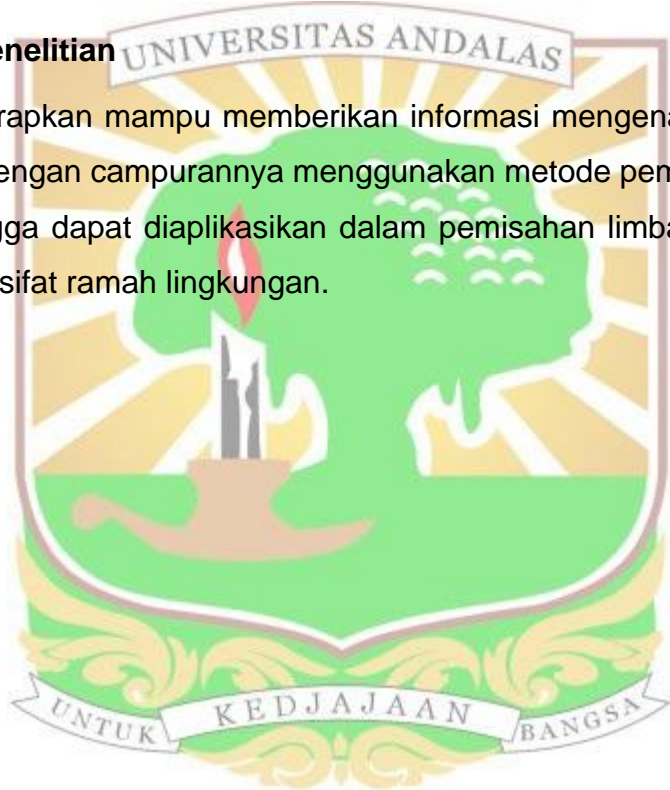 enelitian
UNIVERSITAS ANDALAS
rapkan mampu memberikan informasi mengena
engan campurannya menggunakan metode pem
gga dapat diaplikasikan dalam pemisahan limba
sifat ramah lingkungan.
UNTUK KEDJAJAAN BANGSA